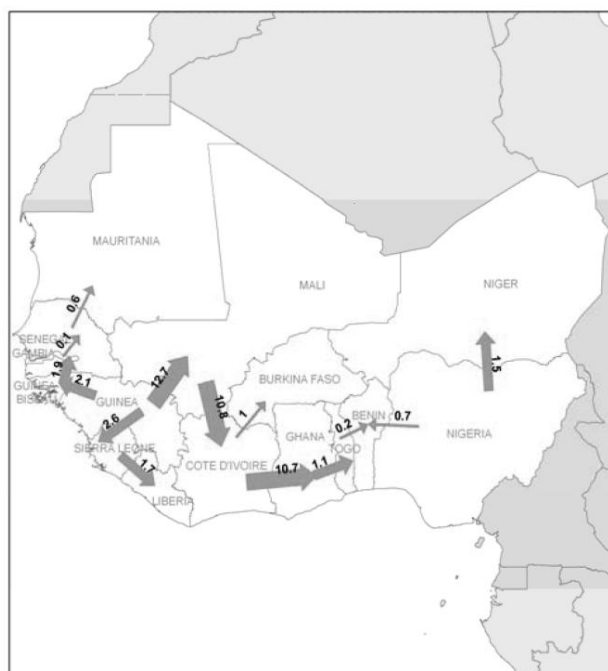 MAURITANIA
MALI
NIGER
0.6
SENEGA
0.1
GAMBIA
1.9
GUINEA
BISSA
2.1
GUINEA
12.7
2.6
SIERRA LEONE
1.7
LIBERIA
10.8
1
BURKINA FASO
COTE D'IVOIRE
GHANA
10.7
1.1
TOGO
0.2
BENIN
0.7
NIGERIA
1.5